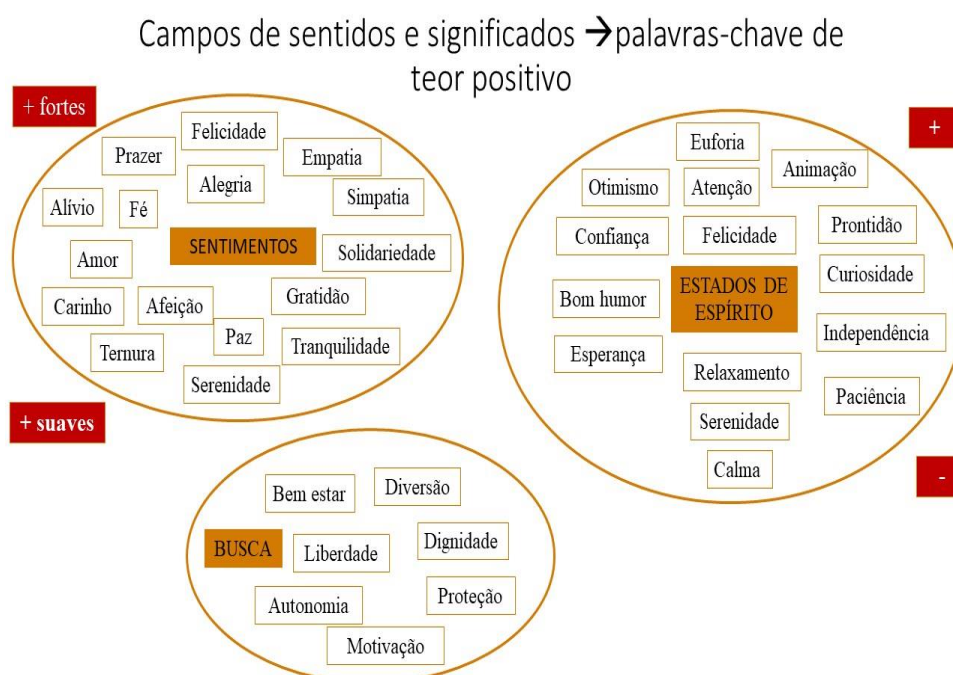 Campos de sentidos e significados →palavras-chave de
teor positivo
+ fortes
Felicidade
Prazer
Empatia
Alegria
Simpatia
Alívio
Fé
SENTIMENTOS
Solidariedade
Amor
Gratidão
Carinho
Afeição
Paz
Tranquilidade
Ternura
Serenidade
+ suaves
+
Euforia
Animação
Otimismo
Atenção
Prontidão
Confiança
Felicidade
Curiosidade
Bom humor
ESTADOS DE
ESPÍRITO
Independência
Esperança
Relaxamento
Paciência
Serenidade
Calma
-
Bem estar
Diversão
BUSCA
Liberdade
Dignidade
Autonomia
Proteção
Motivação